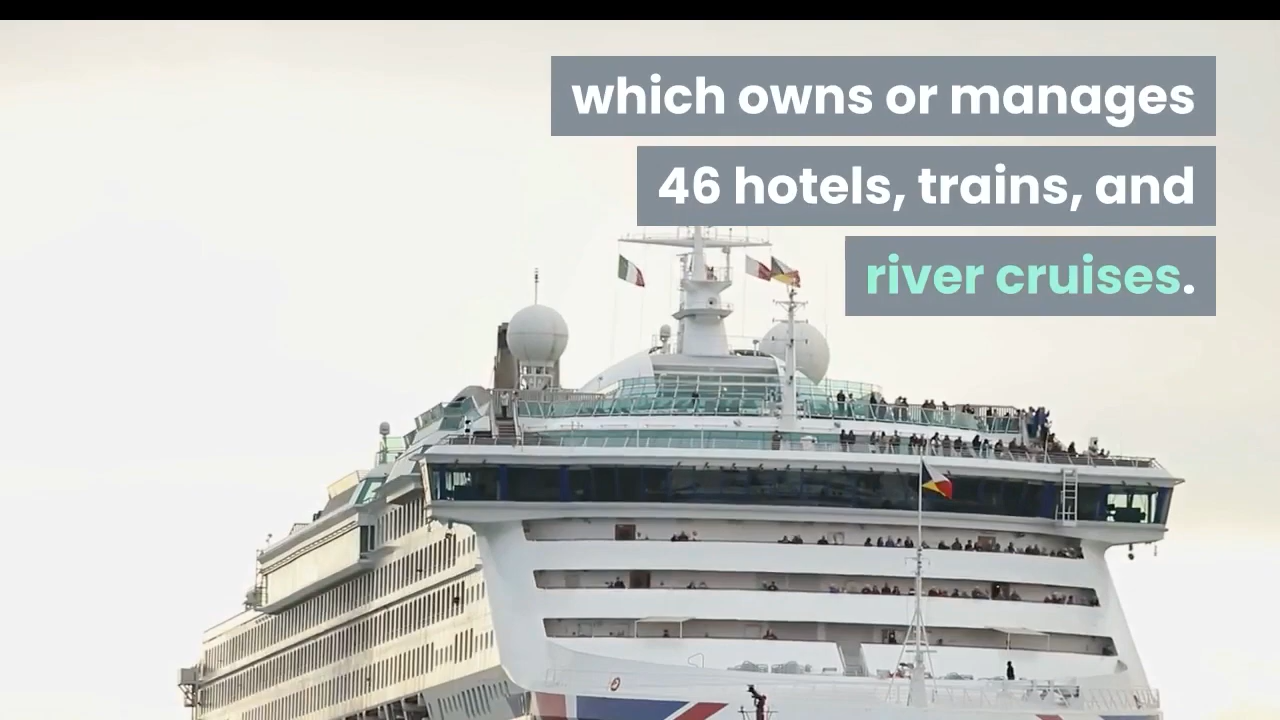 which owns or manages
46 hotels, trains, and
river cruises.